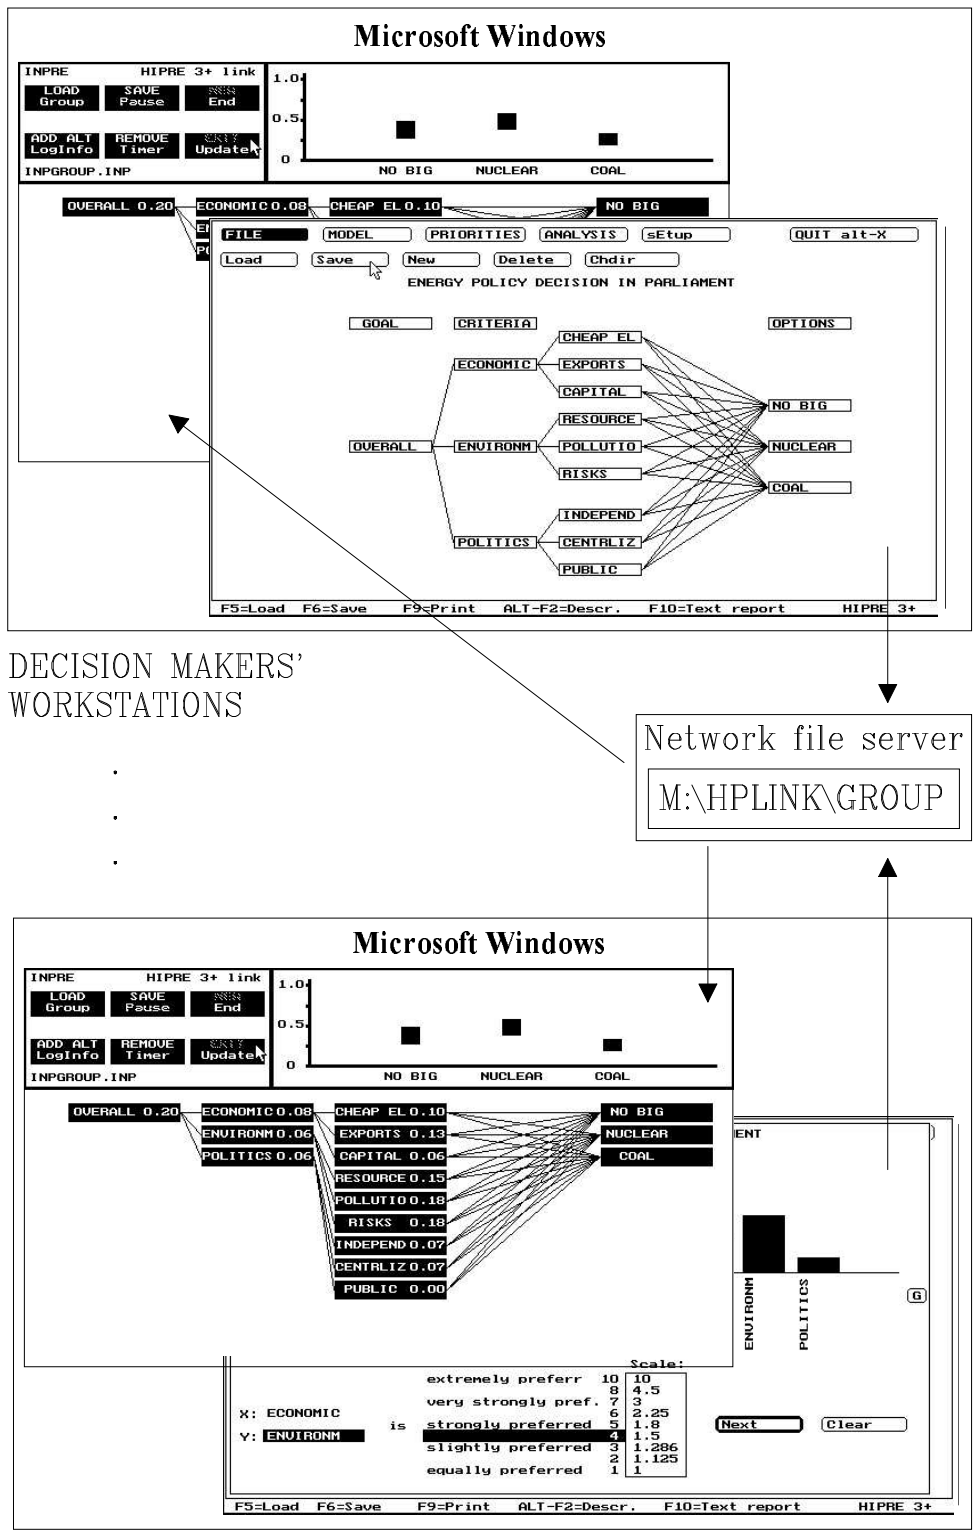 Microsoft Windows
INPRE HIPRE 3+ link
LOAD Group SAVE Pause NEW End
ADD ALT LogInfo REMOVE Timer EXIT Update
INPGROUP.INP
1.0
0.5
0
NO BIG NUCLEAR COAL
OVERALL 0.20 ECONOMIC 0.08 CHEAP EL 0.10 NO BIG
FILE MODEL PRIORITIES ANALYSIS sEtup QUIT alt-X
Load Save New Delete Chdir
ENERGY POLICY DECISION IN PARLIAMENT
GOAL CRITERIA OPTIONS
CHEAP EL
ECONOMIC EXPORTS
CAPITAL
NO BIG
RESOURCE
OVERALL ENVIRONM POLLUTIO NUCLEAR
RISKS
COAL
INDEPEND
POLITICS CENTRLIZ
PUBLIC
F5=Load F6=Save F9=Print ALT-F2=Descr. F10=Text report HIPRE 3+
DECISION MAKERS'
WORKSTATIONS
Network file server
M:\HPLINK\GROUP
Microsoft Windows
INPRE HIPRE 3+ link
LOAD Group SAVE Pause NEW End
ADD ALT LogInfo REMOVE Timer EXIT Update
INPGROUP.INP
1.0
0.5
0
NO BIG NUCLEAR COAL
OVERALL 0.20 ECONOMIC 0.08 CHEAP EL 0.10 NO BIG
ENVIRONM 0.06 EXPORTS 0.13 NUCLEAR
POLITICS 0.06 CAPITAL 0.06 COAL
RESOURCE 0.15
POLLUTIO 0.18
RISKS 0.18
INDEPEND 0.07
CENTRLIZ 0.07
PUBLIC 0.00
MENT
ENVIRONM
POLITICS
G
Scale:
extremely preferr 10 10
8 4.5
very strongly pref. 7 3
X: ECONOMIC 6 2.25
is strongly preferred 5 1.8
Y: ENVIRONM 4 1.5
slightly preferred 3 1.286
2 1.125
equally preferred 1 1
Next Clear
F5=Load F6=Save F9=Print ALT-F2=Descr. F10=Text report HIPRE 3+